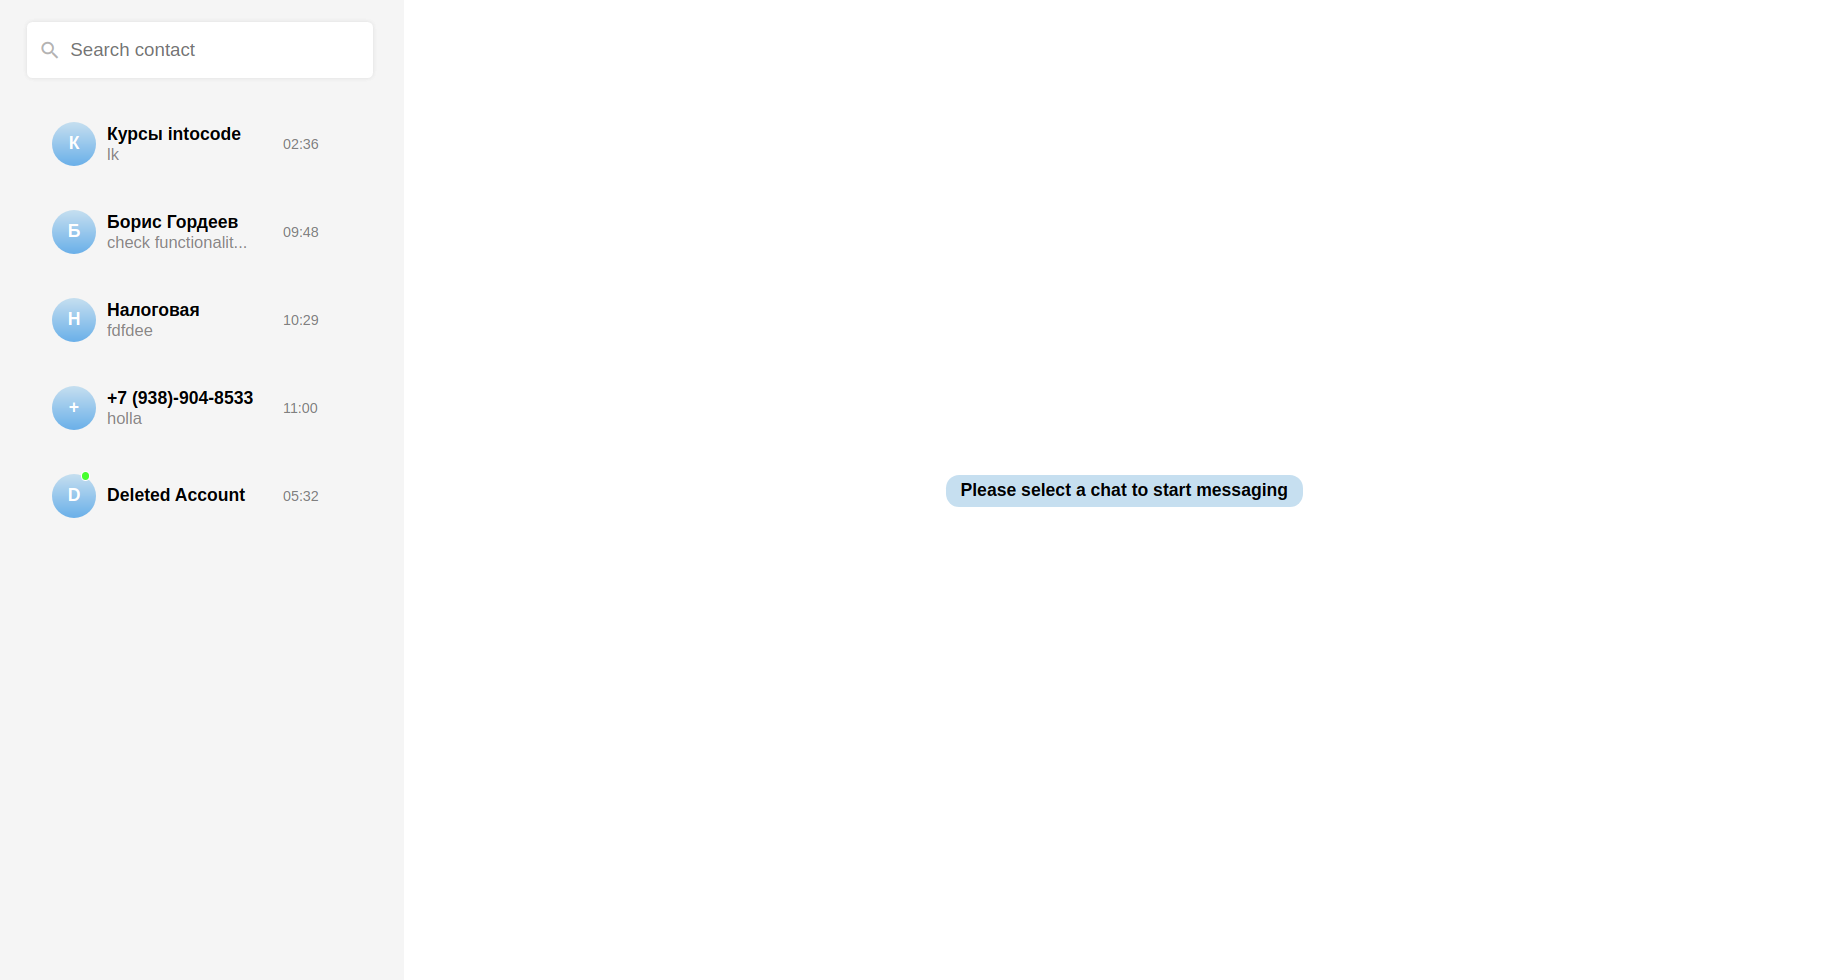 Search contact
К
Курсы intocode
lk
02:36
Б
Борис Гордеев
check functionalit...
09:48
Н
Налоговая
fdfdee
10:29
+
+7 (938)-904-8533
holla
11:00
D
Deleted Account
05:32
Please select a chat to start messaging